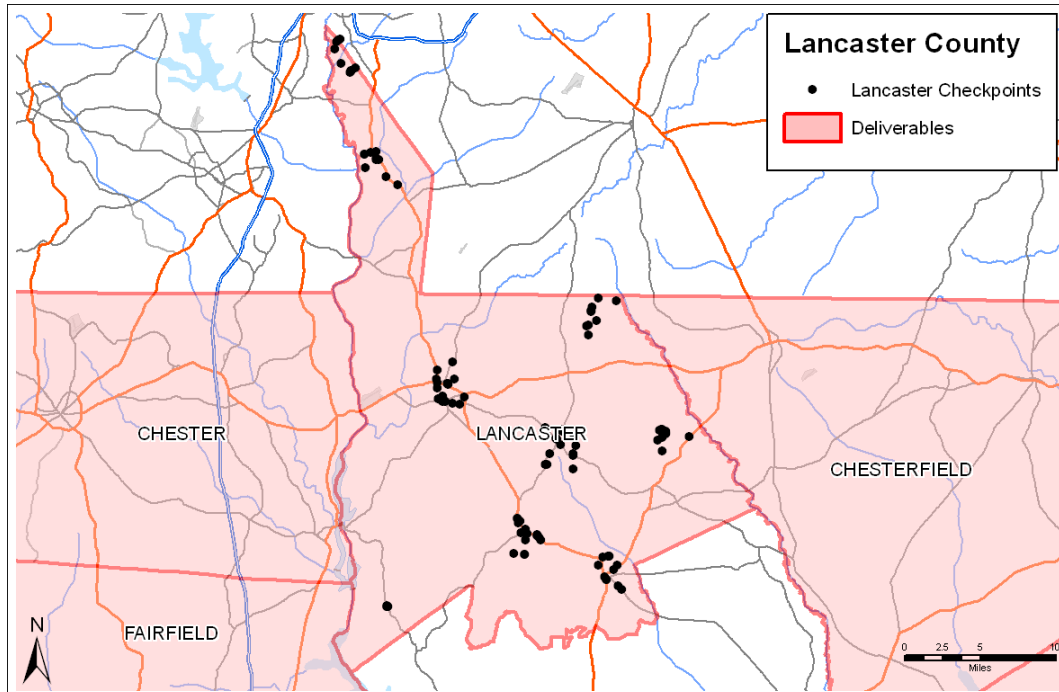 Lancaster County
Lancaster Checkpoints
Deliverables
CHESTER
LANCASTER
CHESTERFIELD
FAIRFIELD
N
0 2.5 5 10
Miles